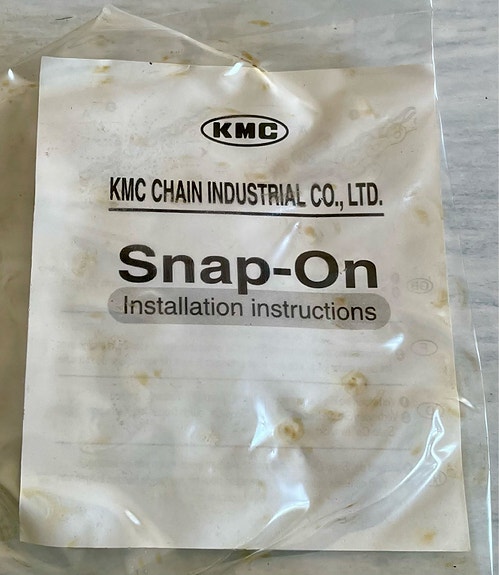 KMC
KMC CHAIN INDUSTRIAL CO., LTD.
Snap-On
Installation instructions